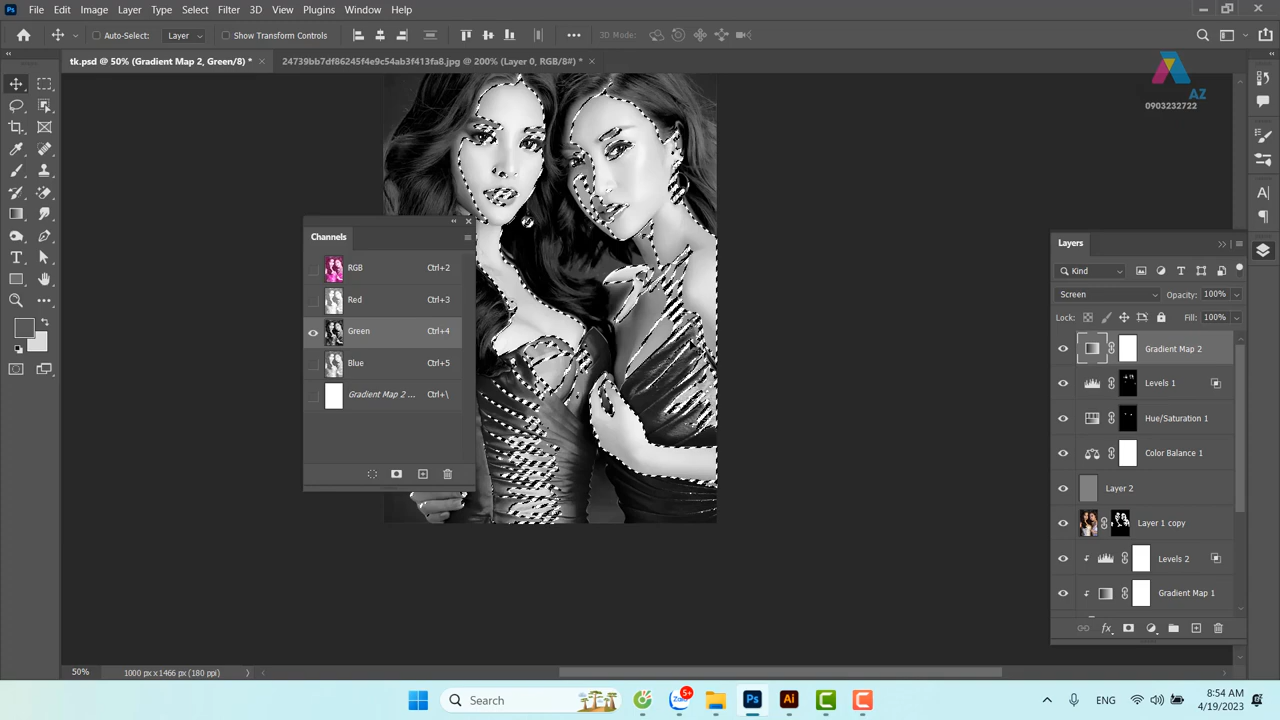 File Edit Image Layer Type Select Filter 3D View Plugins Window Help
Auto-Select: Layer Show Transform Controls 3D Mode:
tk.psd @ 50% (Gradient Map 2, Green/8) * 24739bb7df86245f4e9c54ab3f413fa8.jpg @ 200% (Layer 0, RGB/8#) *
AZ
0903232722
Channels
RGB Ctrl+2
Red Ctrl+3
Green Ctrl+4
Blue Ctrl+5
Gradient Map 2 ... Ctrl+\
Layers
Kind
Screen Opacity: 100%
Lock: Fill: 100%
Gradient Map 2
Levels 1
Hue/Saturation 1
Color Balance 1
Layer 2
Layer 1 copy
Levels 2
Gradient Map 1
50% 1000 px x 1466 px (180 ppi)
Search
Zalo
5+
Ps
Ai
ENG
8:54 AM
4/19/2023